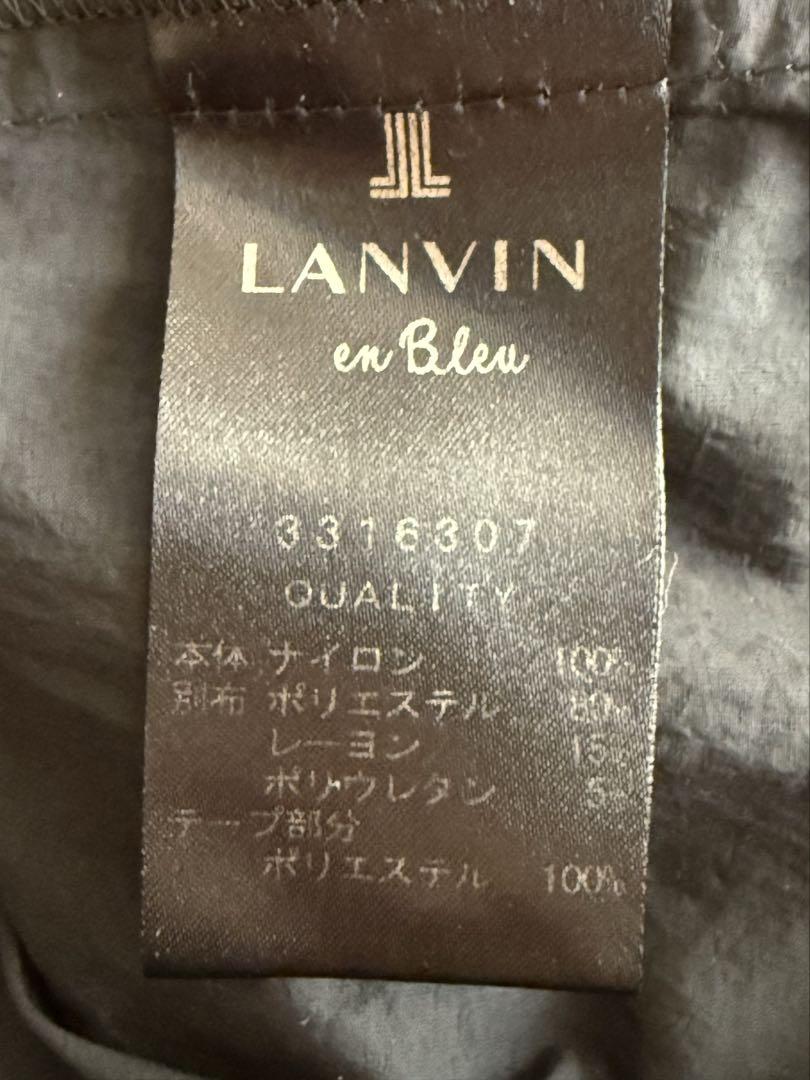 LANVIN
en Bleu
3316307
QUALITY
本体 ナイロン 100%
別布 ポリエステル 80%
レーヨン 15%
ポリウレタン 5%
テープ部分
ポリエステル 100%